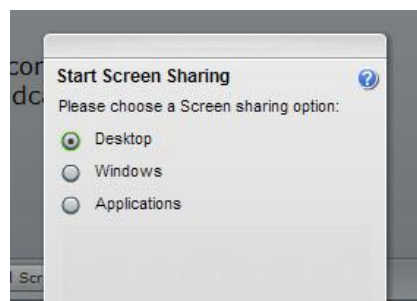 Start Screen Sharing
Please choose a Screen sharing option:
Desktop
Windows
Applications